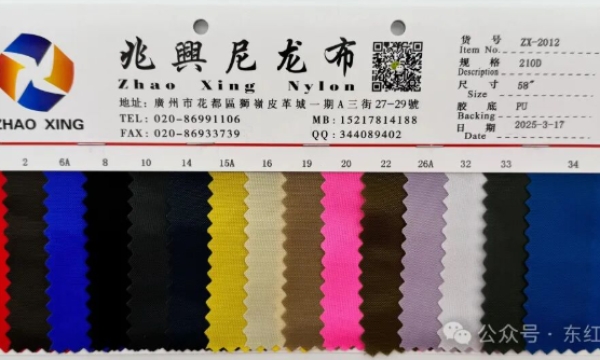 ZHAO XING
兆興尼龙布
Zhao Xing Nylon
地址：廣州市花都區獅嶺皮革城一期A三街27-29號
TEL：020-86991106 MB：15217814188
FAX：020-86933739 QQ：344089402
货号 Item No. ZX-2012
规格 Description 210D
尺寸 Size 58"
胶底 Backing PU
日期 Date 2025-3-17
2 6A 8 10 14 15A 16 19 20 22 26A 32 33 34
公众号·东红